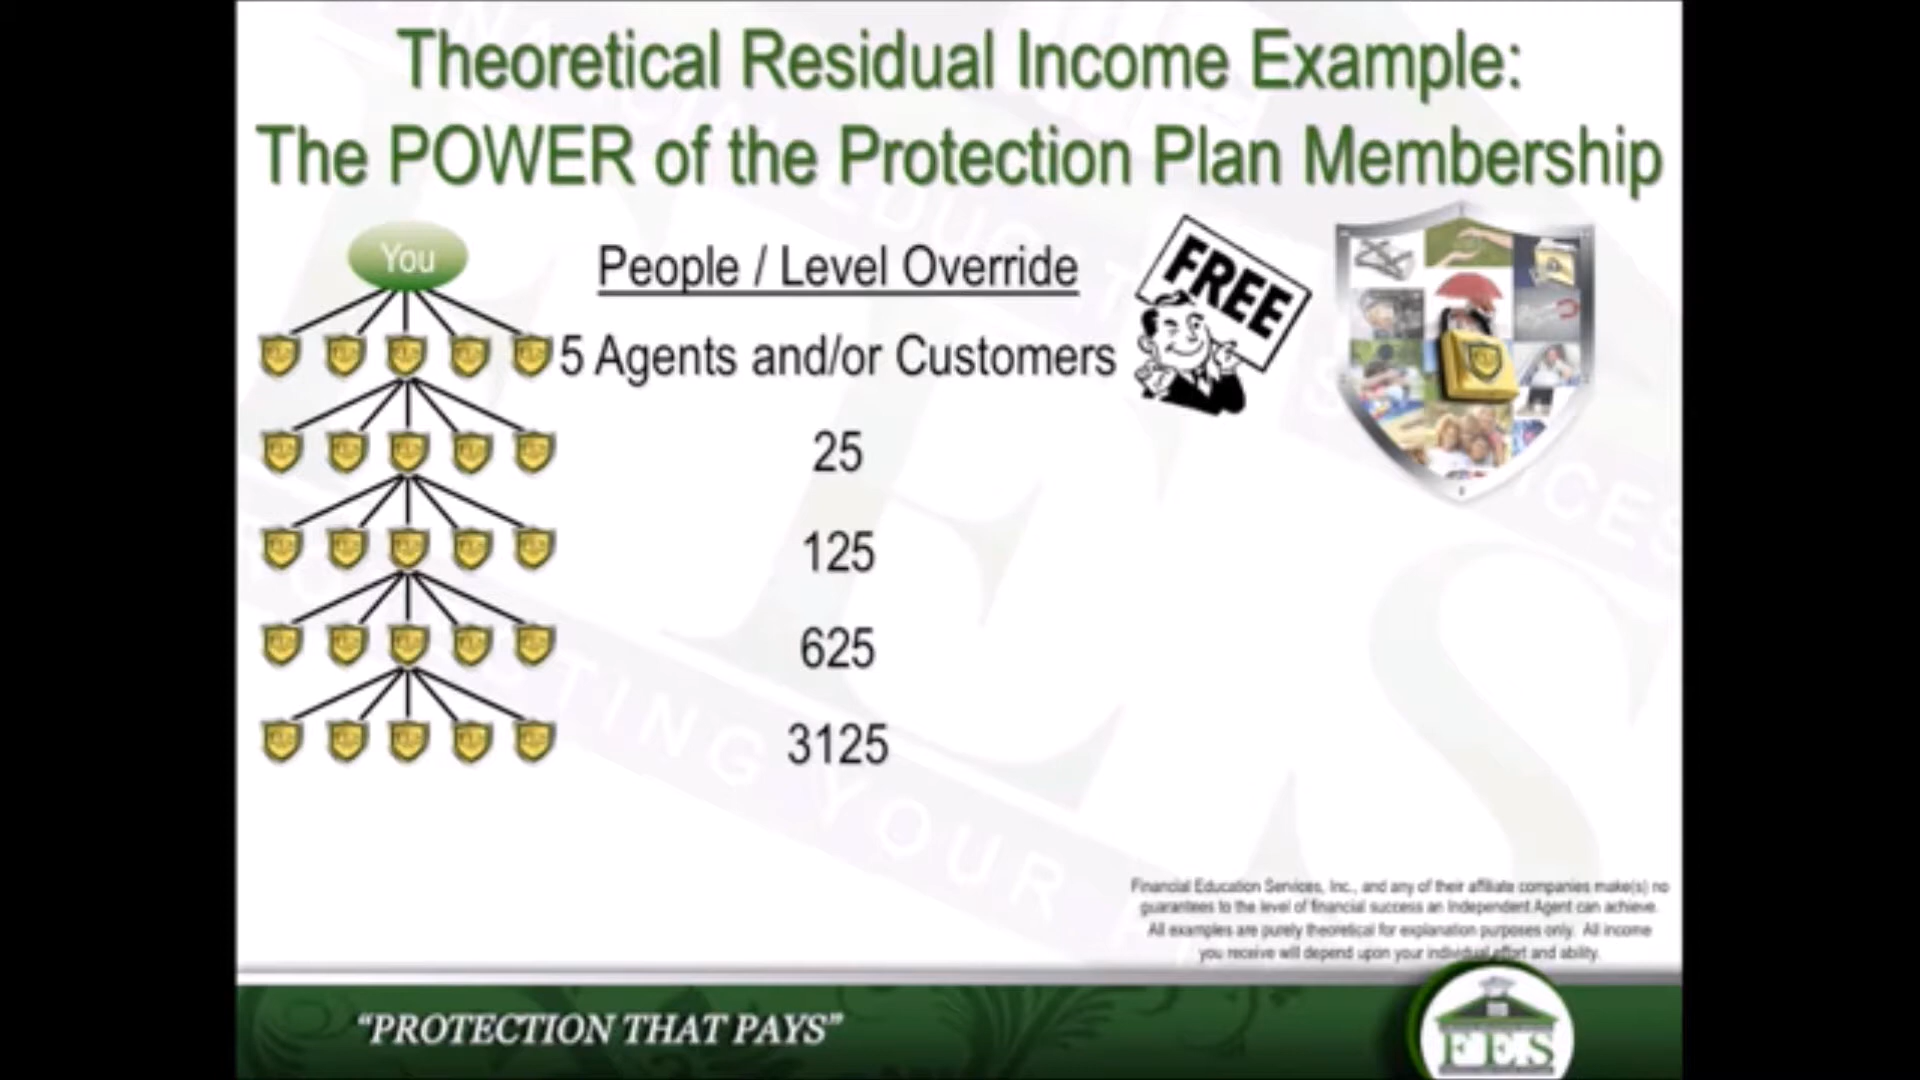 Theoretical Residual Income Example:
The POWER of the Protection Plan Membership
You
People / Level Override
FREE
5 Agents and/or Customers
25
125
625
3125
Financial Education Services, Inc., and any of their affiliate companies make(s) no
guarantees to the level of financial success an Independent Agent can achieve.
All examples are purely theoretical for explanation purposes only. All income
you receive will depend upon your individual effort and ability.
“PROTECTION THAT PAYS”
FES